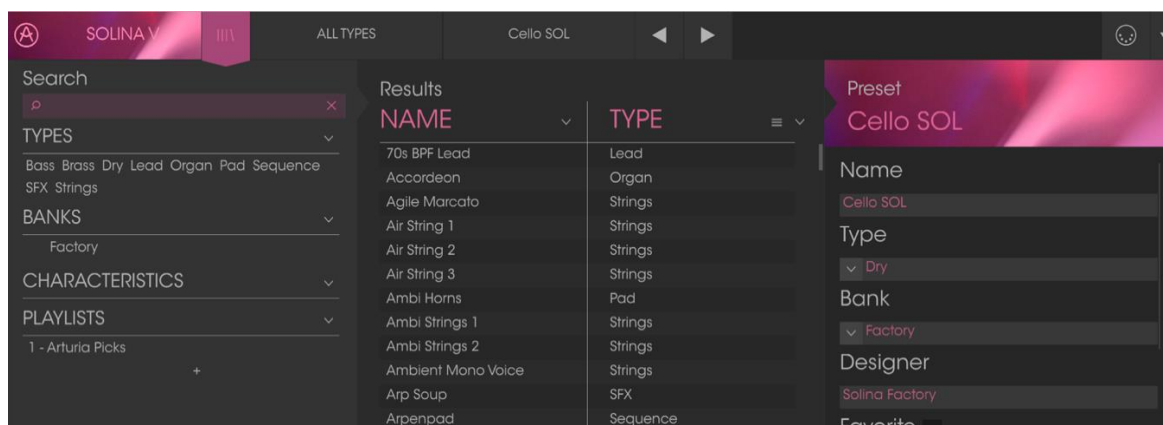 SOLINA V
ALL TYPES
Cello SOL
Search
TYPES
Bass Brass Dry Lead Organ Pad Sequence
SFX Strings
BANKS
Factory
CHARACTERISTICS
PLAYLISTS
1 - Arturia Picks
+
Results
NAME TYPE
70s BPF Lead Lead
Accordeon Organ
Agile Marcato Strings
Air String 1 Strings
Air String 2 Strings
Air String 3 Strings
Ambi Horns Pad
Ambi Strings 1 Strings
Ambi Strings 2 Strings
Ambient Mono Voice Strings
Arp Soup SFX
Arpenpad Sequence
Preset
Cello SOL
Name
Cello SOL
Type
Dry
Bank
Factory
Designer
Solina Factory
Favorite